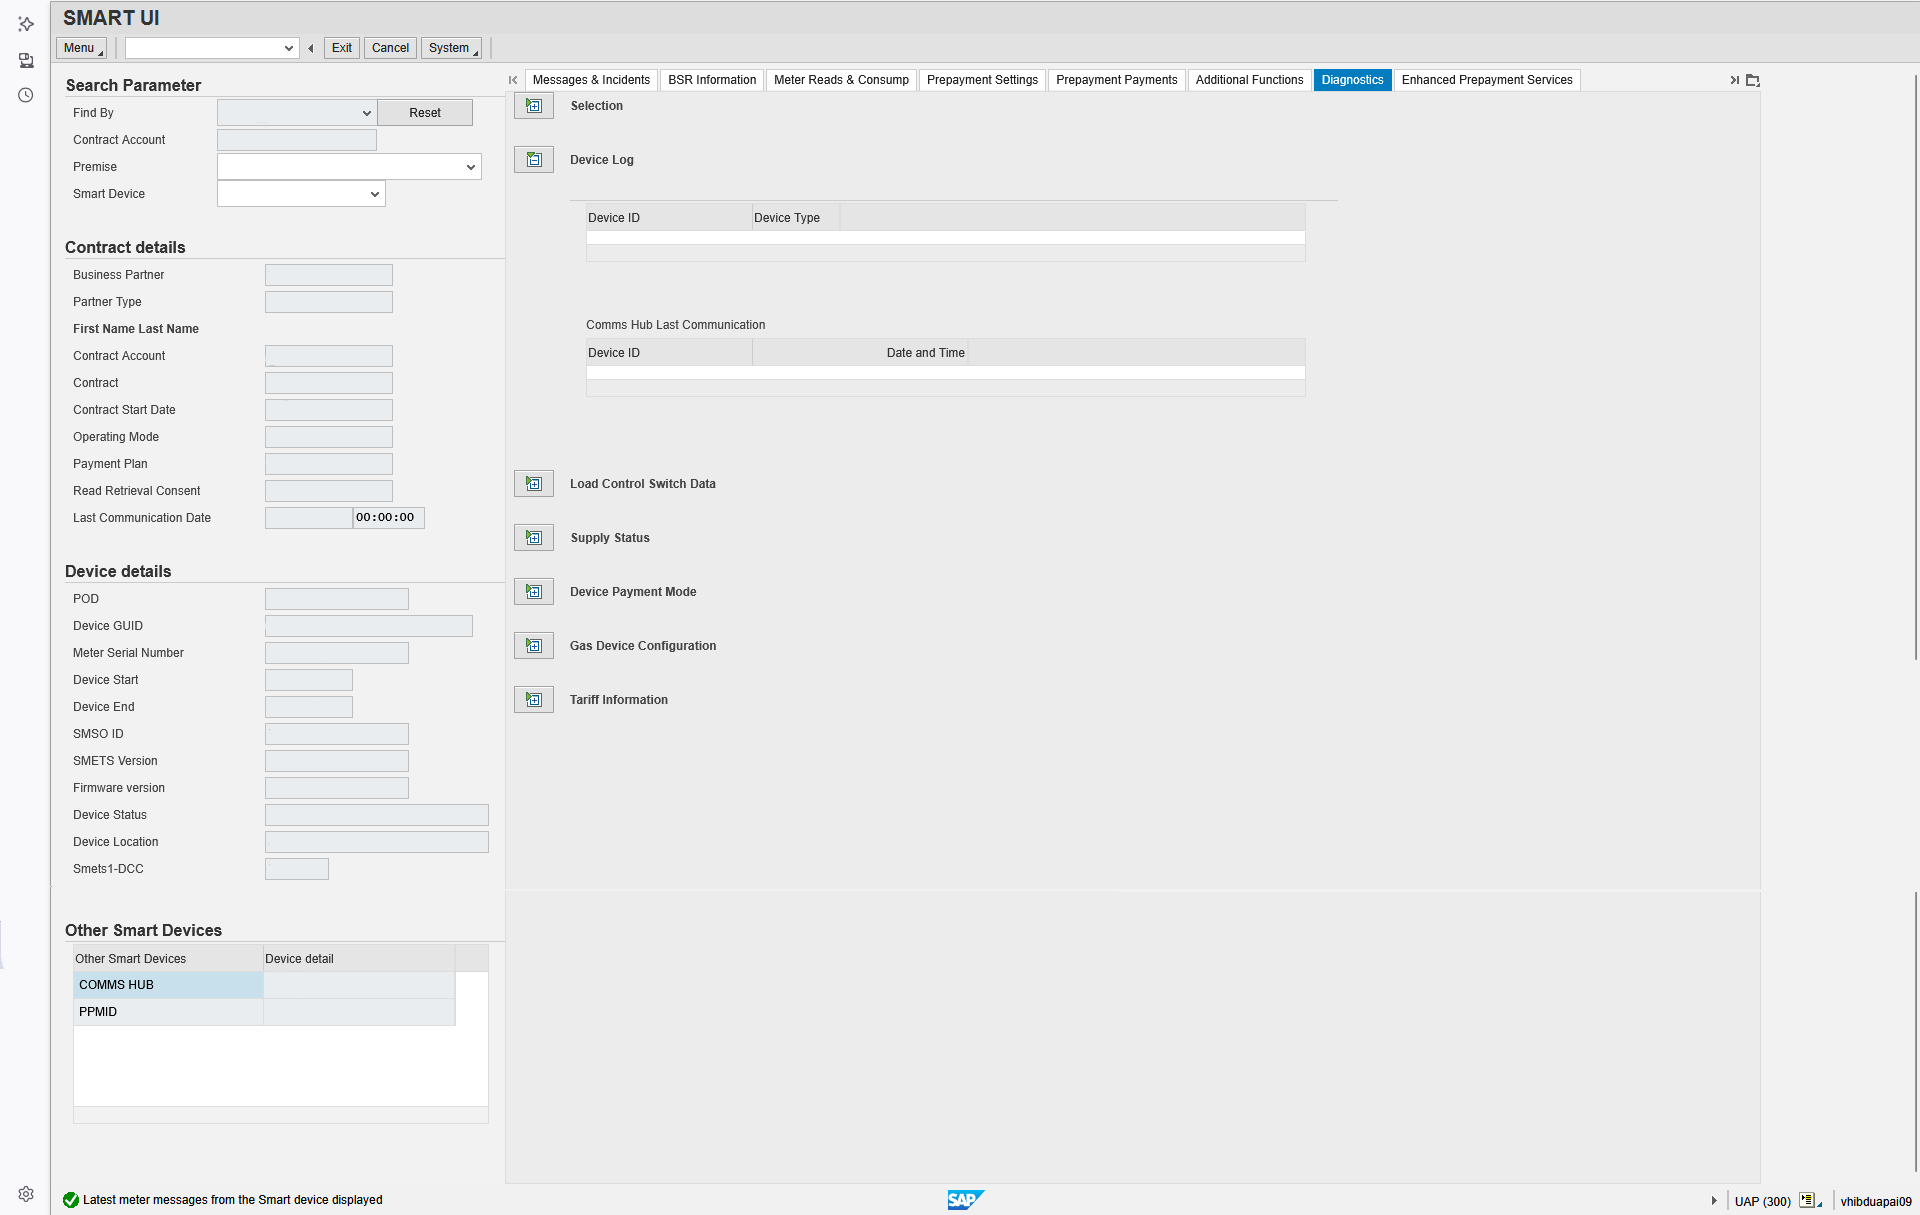 SMART UI
Menu
Exit
Cancel
System
Search Parameter
Find By
Reset
Contract Account
Premise
Smart Device
Contract details
Business Partner
Partner Type
First Name Last Name
Contract Account
Contract
Contract Start Date
Operating Mode
Payment Plan
Read Retrieval Consent
Last Communication Date
00:00:00
Device details
POD
Device GUID
Meter Serial Number
Device Start
Device End
SMSO ID
SMETS Version
Firmware version
Device Status
Device Location
Smets1-DCC
Other Smart Devices
Other Smart Devices
Device detail
COMMS HUB
PPMID
Messages & Incidents
BSR Information
Meter Reads & Consump
Prepayment Settings
Prepayment Payments
Additional Functions
Diagnostics
Enhanced Prepayment Services
Selection
Device Log
Device ID
Device Type
Comms Hub Last Communication
Device ID
Date and Time
Load Control Switch Data
Supply Status
Device Payment Mode
Gas Device Configuration
Tariff Information
Latest meter messages from the Smart device displayed
SAP
UAP (300)
vhibduapai09